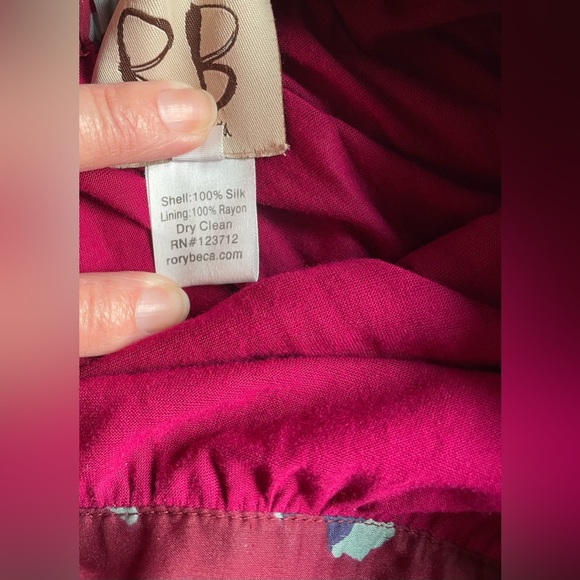 RB
Shell:100% Silk
Lining:100% Rayon
Dry Clean
RN#123712
rorybeca.com